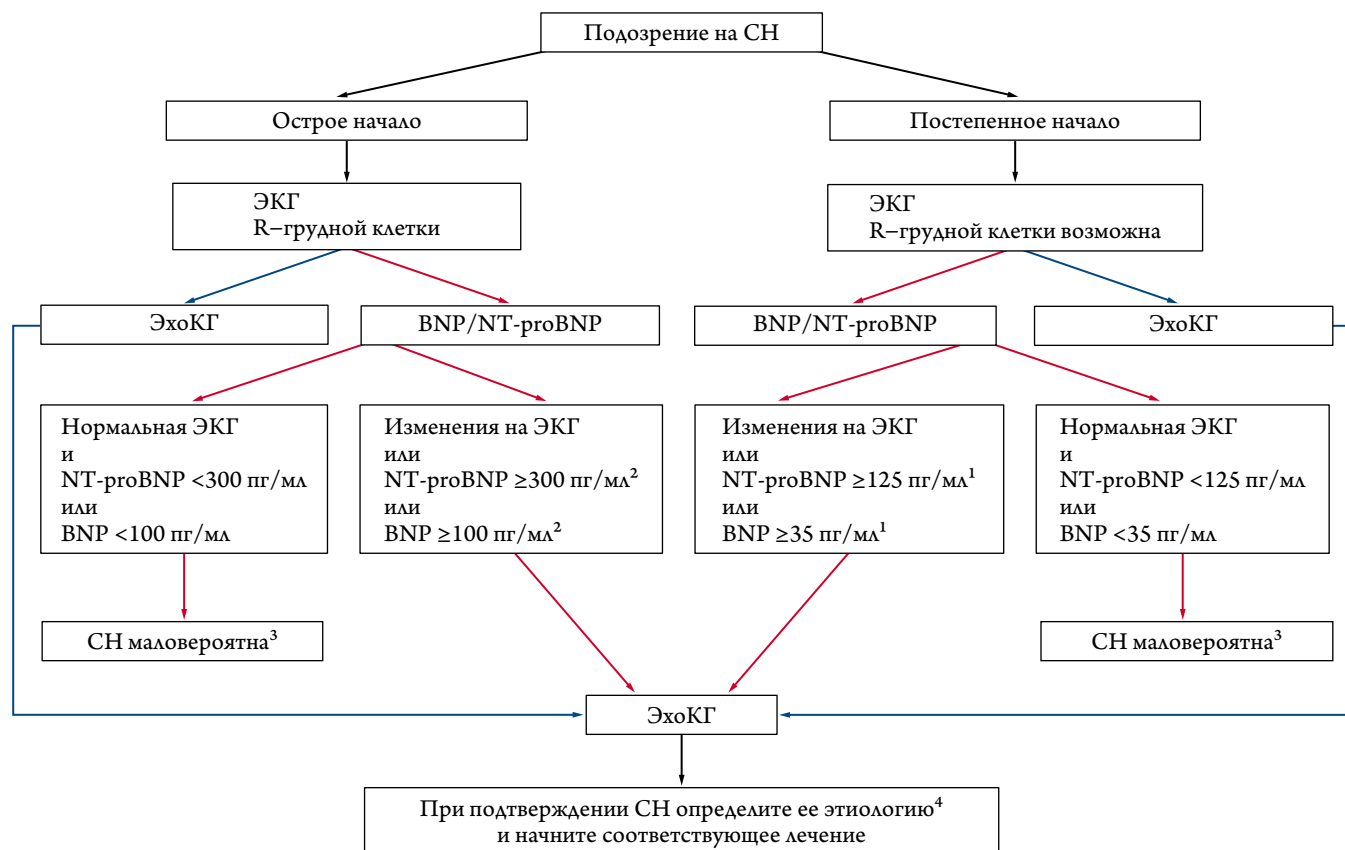 Подозрение на СН
Острое начало
Постепенное начало
ЭКГ
R–грудной клетки
ЭКГ
R–грудной клетки возможна
ЭхоКГ
BNP/NT-proBNP
BNP/NT-proBNP
ЭхоКГ
Нормальная ЭКГ
и
NT-proBNP <300 пг/мл
или
BNP <100 пг/мл
Изменения на ЭКГ
или
NT-proBNP ≥300 пг/мл²
или
BNP ≥100 пг/мл²
Изменения на ЭКГ
или
NT-proBNP ≥125 пг/мл¹
или
BNP ≥35 пг/мл¹
Нормальная ЭКГ
и
NT-proBNP <125 пг/мл
или
BNP <35 пг/мл
СН маловероятна³
СН маловероятна³
ЭхоКГ
При подтверждении СН определите ее этиологию⁴
и начните соответствующее лечение